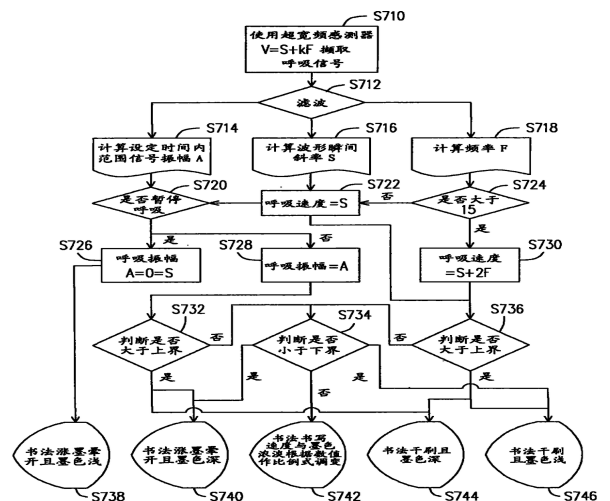 S710
使用超宽频感测器
V=S+kF 撷取
呼吸信号
S712
滤波
S714
计算设定时间内
范围信号振幅 A
S716
计算波形瞬间
斜率 S
S718
计算频率 F
S720
是否暂停
呼吸
S722
呼吸速度=S
否
S724
是否大于
15
是
否
是
S726
呼吸振幅
A=0=S
S728
呼吸振幅=A
S730
呼吸速度
=S+2F
S732
判断是否
大于上界
否
S734
判断是否
小于下界
否
S736
判断是否
大于上界
是
是
否
是
是
书法涨墨晕
开且墨色浅
S738
书法涨墨晕
开且墨色深
S740
书法书写
速度与墨色
浓波根据数值
作比例式调变
S742
书法干刷且
墨色深
S744
书法干刷
且墨色浅
S746